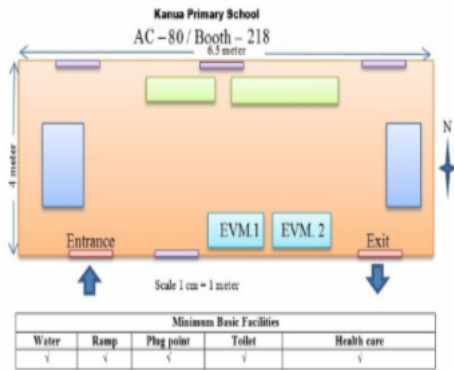 Kanua Primary School
AC – 80 / Booth – 218
6.5 meter
4 meter
N
EVM.1 EVM. 2
Entrance Exit
Scale 1 cm = 1 meter
Minimum Basic Facilities
Water Ramp Plug point Toilet Health care
√ √ √ √ √